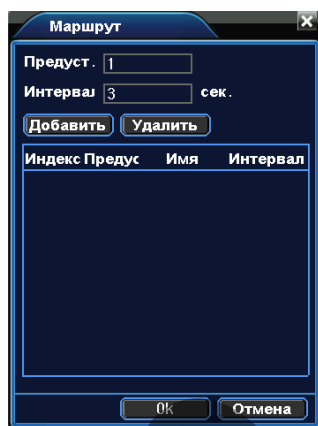 Маршрут
Предуст. 1
Интервал 3 сек.
Добавить Удалить
Индекс Предус Имя Интервал
Ok Отмена